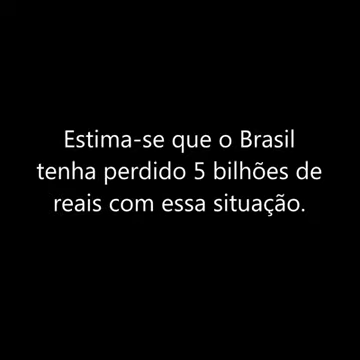 Estima-se que o Brasil
tenha perdido 5 bilhões de
reais com essa situação.